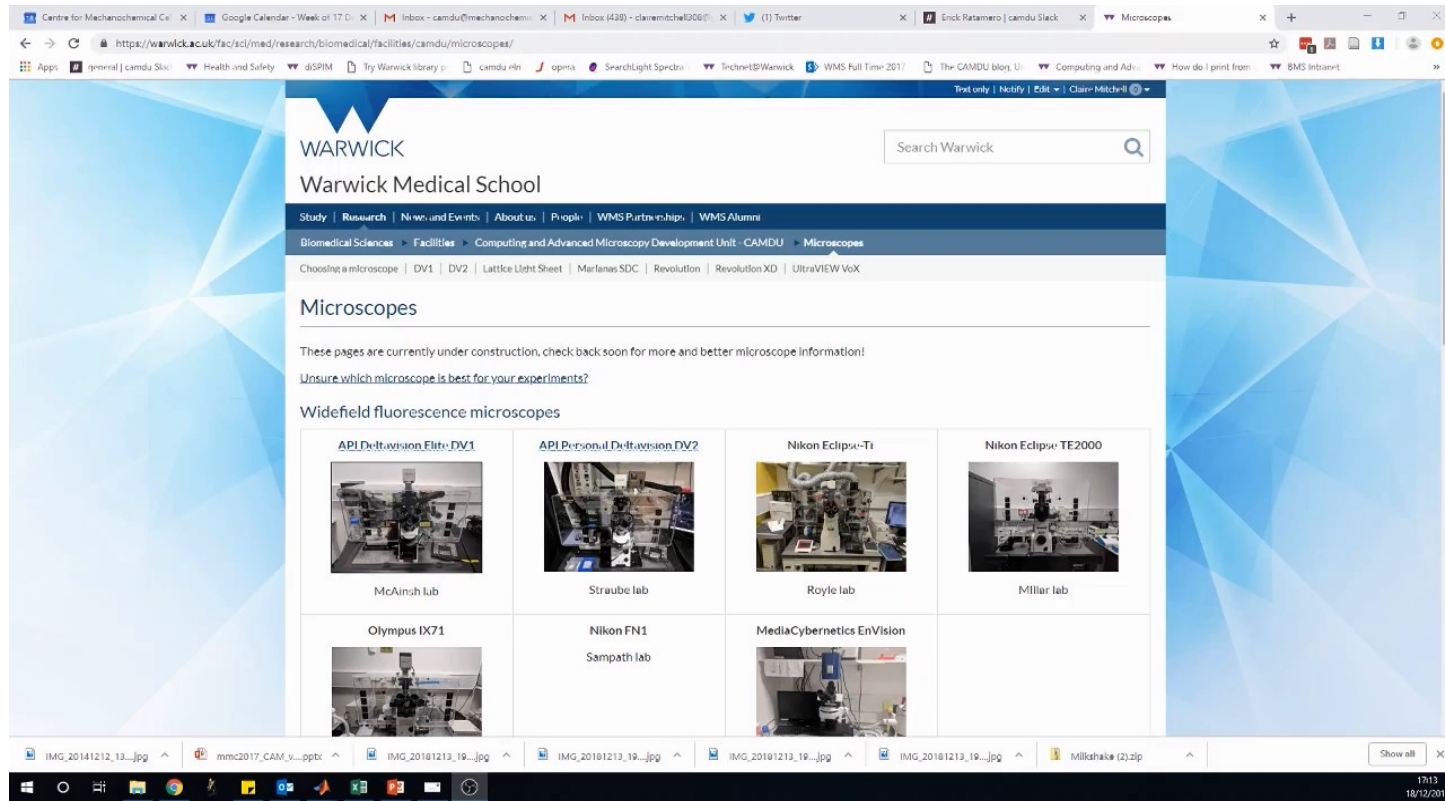 Centre for Mechanochemical Cel
Google Calendar - Week of 17 D
Inbox - camdu@mechanochemic
Inbox (438) - clairemitchell308@
(1) Twitter
Erick Ratamero | camdu Slack
Microscopes
https://warwick.ac.uk/fac/sci/med/research/biomedical/facilities/camdu/microscopes/
Apps general | camdu Slac Health and Safety diSPIM Try Warwick library p camdu eln opera SearchLight Spectra Technet@Warwick WMS Full Time 2017 The CAMDU blog, U Computing and Adv How do I print from BMS Intranet
Text only | Notify | Edit | Claire Mitchell
WARWICK
Search Warwick
Warwick Medical School
Study | Research | News and Events | About us | People | WMS Partnerships | WMS Alumni
Biomedical Sciences Facilities Computing and Advanced Microscopy Development Unit - CAMDU Microscopes
Choosing a microscope | DV1 | DV2 | Lattice Light Sheet | Marianas SDC | Revolution | Revolution XD | UltraVIEW VoX
Microscopes
These pages are currently under construction, check back soon for more and better microscope information!
Unsure which microscope is best for your experiments?
Widefield fluorescence microscopes
API Deltavision Elite DV1
API Personal Deltavision DV2
Nikon Eclipse-Ti
Nikon Eclipse TE2000
McAinsh lab
Straube lab
Royle lab
Millar lab
Olympus IX71
Nikon FN1
MediaCybernetics EnVision
Sampath lab
IMG_20141212_13....jpg
mmc2017_CAM_v....pptx
IMG_20181213_19....jpg
IMG_20181213_19....jpg
IMG_20181213_19....jpg
IMG_20181213_19....jpg
Milkshake (2).zip
Show all
17:13
18/12/201